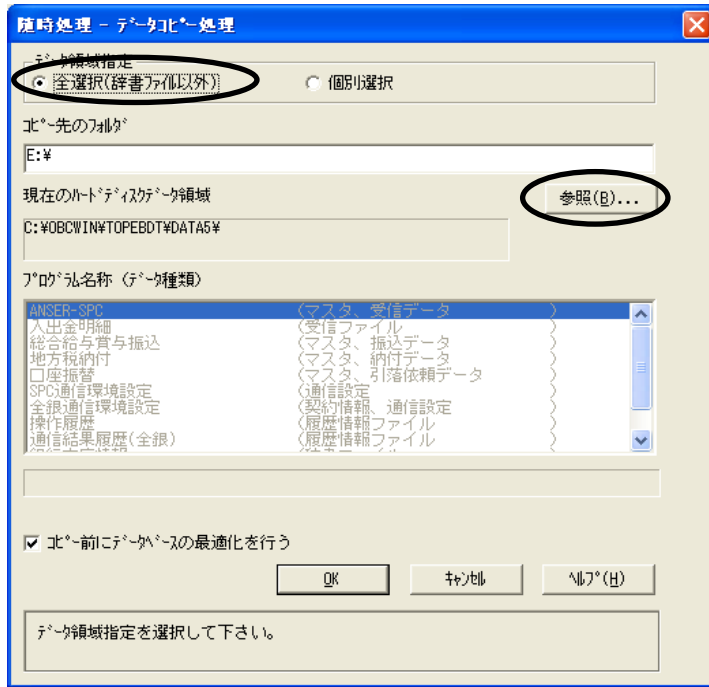 随時処理 - ﾃﾞｰﾀｺﾋﾟｰ処理
ﾃﾞｰﾀ領域指定
全選択(辞書ﾌｧｲﾙ以外)
個別選択
ｺﾋﾟｰ先のﾌｫﾙﾀﾞ
E:¥
現在のﾊｰﾄﾞﾃﾞｨｽｸﾃﾞｰﾀ領域
参照(B)...
C:¥OBCWIN¥TOPEBDT¥DATA5¥
ﾌﾟﾛｸﾞﾗﾑ名称 (ﾃﾞｰﾀ種類)
ANSER-SPC (マスタ、受信データ )
入出金明細 (受信ファイル )
総合給与賞与振込 (マスタ、振込データ )
地方税納付 (マスタ、納付データ )
口座振替 (マスタ、引落依頼データ )
SPC通信環境設定 (通信設定 )
全銀通信環境設定 (契約情報、通信設定 )
操作履歴 (履歴情報ファイル )
通信結果履歴(全銀) (履歴情報ファイル )
ｺﾋﾟｰ前にﾃﾞｰﾀﾍﾞｰｽの最適化を行う
OK
ｷｬﾝｾﾙ
ﾍﾙﾌﾟ(H)
ﾃﾞｰﾀ領域指定を選択して下さい。